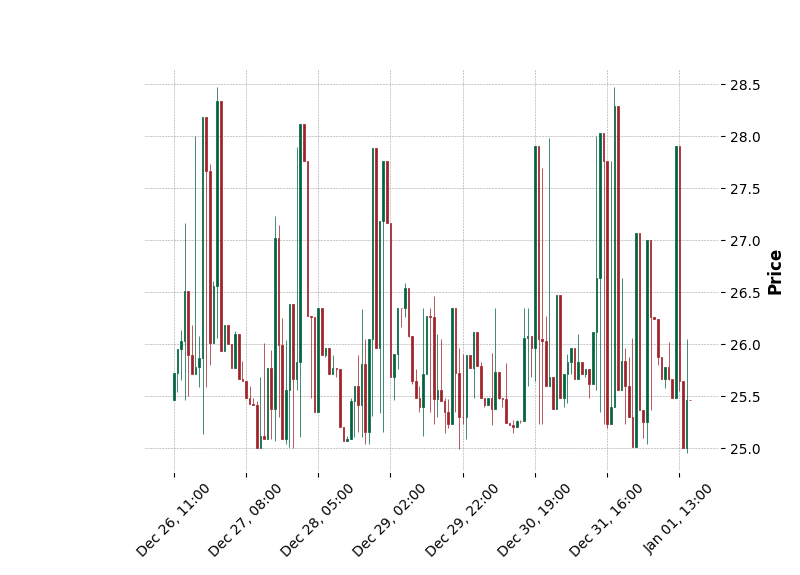 28.5
28.0
27.5
27.0
26.5
26.0
25.5
25.0
Price
Dec 26, 11:00
Dec 27, 08:00
Dec 28, 05:00
Dec 29, 02:00
Dec 29, 22:00
Dec 30, 19:00
Dec 31, 16:00
Jan 01, 13:00